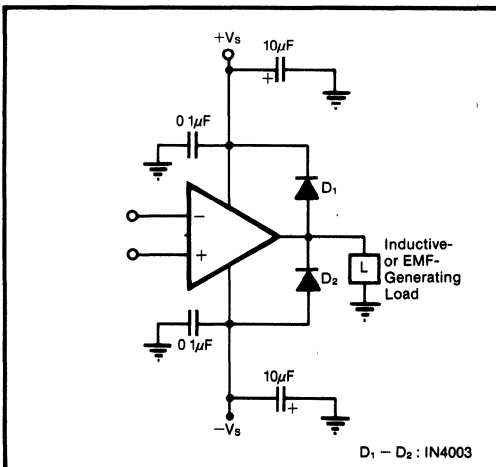 +Vs
10µF
+
0 1µF
D₁
−
+
Inductive-
or EMF-
Generating
Load
L
D₂
0 1µF
10µF
+
−Vs
D₁ − D₂ : IN4003